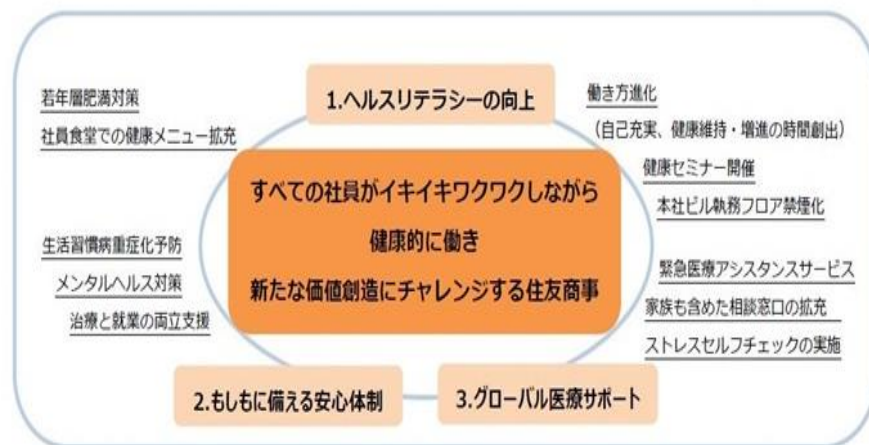 1.ヘルスリテラシーの向上
若年層肥満対策
社員食堂での健康メニュー拡充
働き方進化
（自己充実、健康維持・増進の時間創出）
健康セミナー開催
本社ビル執務フロア禁煙化
すべての社員がイキイキワクワクしながら
健康的に働き
新たな価値創造にチャレンジする住友商事
生活習慣病重症化予防
メンタルヘルス対策
治療と就業の両立支援
緊急医療アシスタンスサービス
家族も含めた相談窓口の拡充
ストレスセルフチェックの実施
2.もしもに備える安心体制
3.グローバル医療サポート